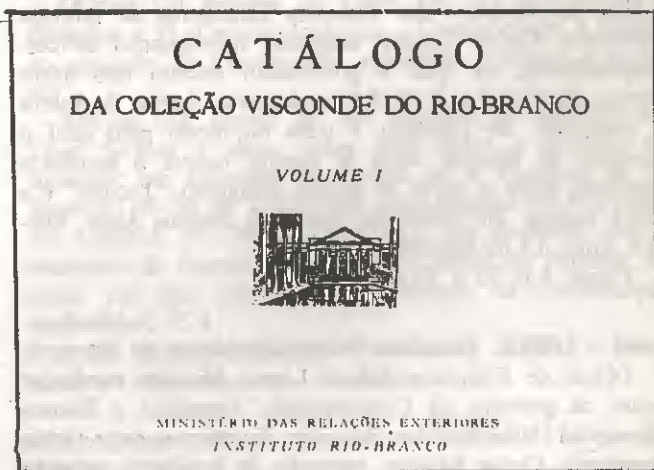 CATÁLOGO
DA COLEÇÃO VISCONDE DO RIO-BRANCO
VOLUME I
MINISTÉRIO DAS RELAÇÕES EXTERIORES
INSTITUTO RIO-BRANCO